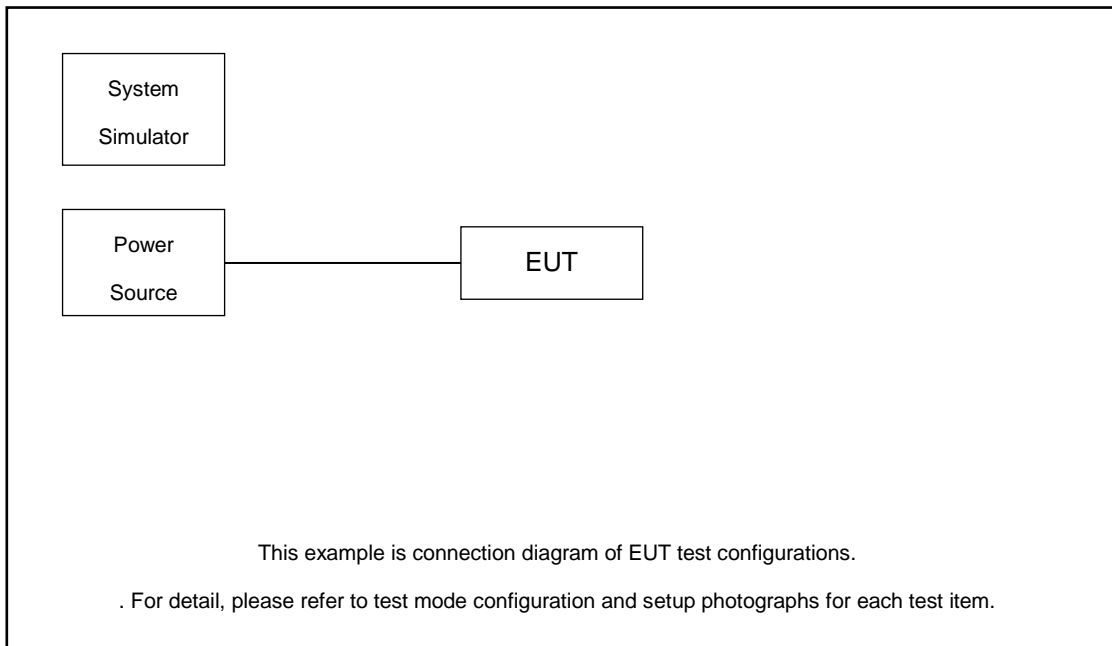 System
Simulator
Power
Source
EUT
This example is connection diagram of EUT test configurations.
. For detail, please refer to test mode configuration and setup photographs for each test item.